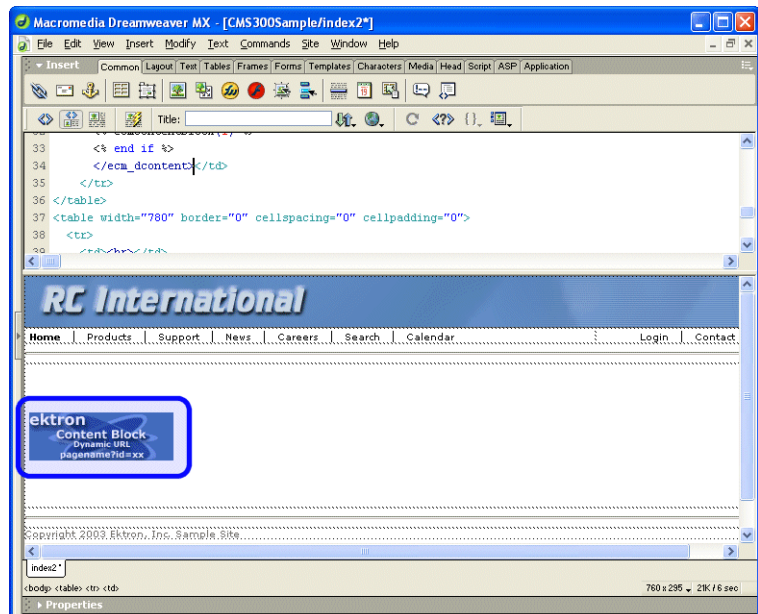 Macromedia Dreamweaver MX - [CMS300Sample/index2*]
File Edit View Insert Modify Text Commands Site Window Help
Insert Common Layout Text Tables Frames Forms Templates Characters Media Head Script ASP Application
Title:
33 <% end if %>
34 </ecm_dcontent></td>
35 </tr>
36 </table>
37 <table width="780" border="0" cellspacing="0" cellpadding="0">
38 <tr>
39 <td><br></td>
RC International
Home | Products | Support | News | Careers | Search | Calendar Login | Contact
ektron
Content Block
Dynamic URL
pagename?id=xx
Copyright 2003 Ektron, Inc. Sample Site
index2*
<body> <table> <tr> <td> 760 x 295 21K / 6 sec
Properties